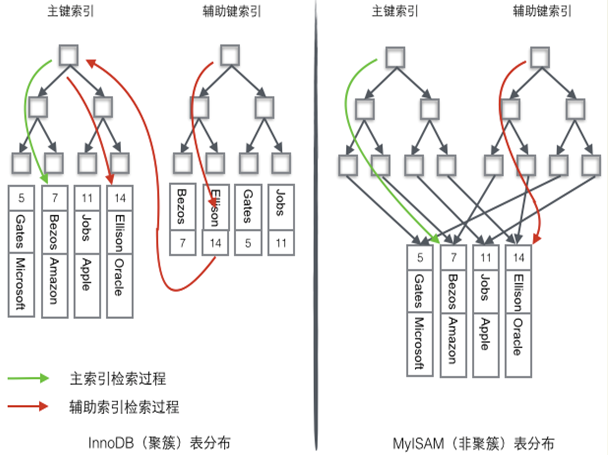 主键索引
辅助键索引
5
Gates
Microsoft
7
Bezos
Amazon
11
Jobs
Apple
14
Ellison
Oracle
Bezos
7
Ellison
14
Gates
5
Jobs
11
主索引检索过程
辅助索引检索过程
InnoDB（聚簇）表分布
主键索引
辅助键索引
5
Gates
Microsoft
7
Bezos
Amazon
11
Jobs
Apple
14
Ellison
Oracle
MyISAM（非聚簇）表分布